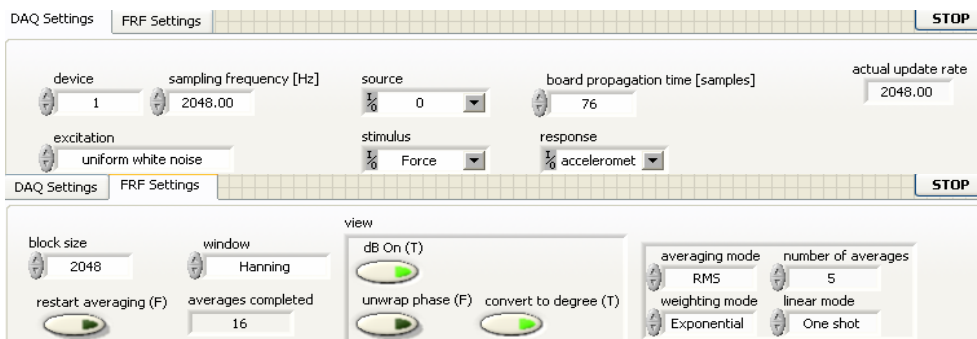 DAQ Settings FRF Settings STOP
device sampling frequency [Hz] source board propagation time [samples] actual update rate
1 2048.00 I/0 0 76 2048.00
excitation stimulus response
uniform white noise I/0 Force I/0 acceleromet
DAQ Settings FRF Settings STOP
view
block size window dB On (T) averaging mode number of averages
2048 Hanning RMS 5
restart averaging (F) averages completed unwrap phase (F) convert to degree (T) weighting mode linear mode
16 Exponential One shot